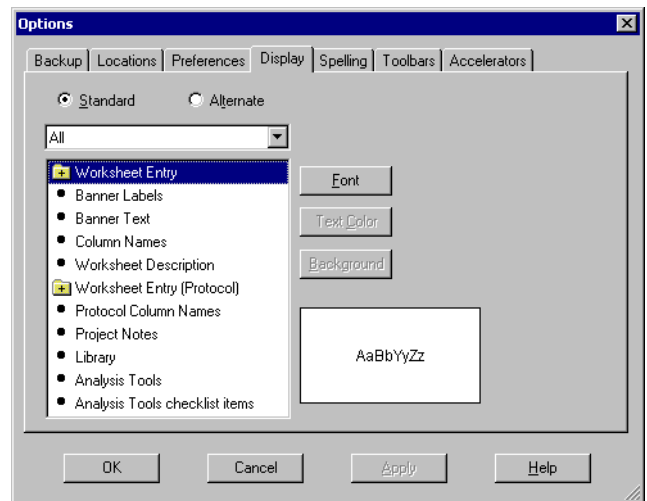 Options
Backup Locations Preferences Display Spelling Toolbars Accelerators
Standard Alternate
All
Worksheet Entry
Banner Labels
Banner Text
Column Names
Worksheet Description
Worksheet Entry (Protocol)
Protocol Column Names
Project Notes
Library
Analysis Tools
Analysis Tools checklist items
Font
Text Color
Background
AaBbYyZz
OK Cancel Apply Help